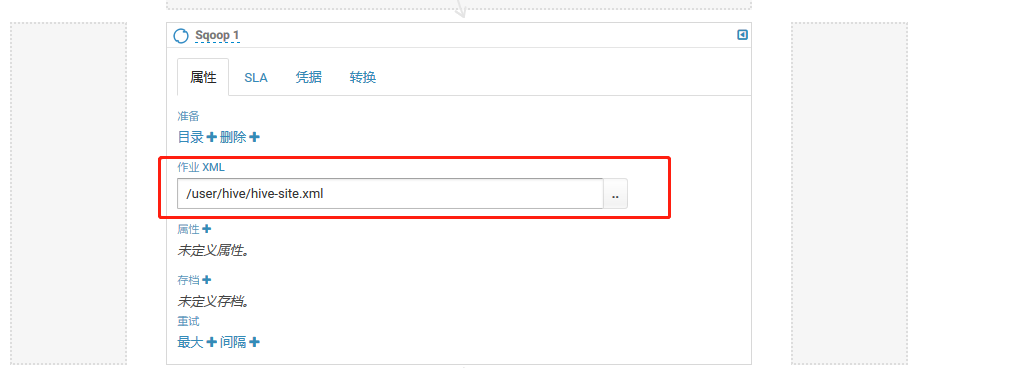 Sqoop 1
属性 SLA 凭据 转换
准备
目录 + 删除 +
作业 XML
/user/hive/hive-site.xml ..
属性 +
未定义属性。
存档 +
未定义存档。
重试
最大 + 间隔 +